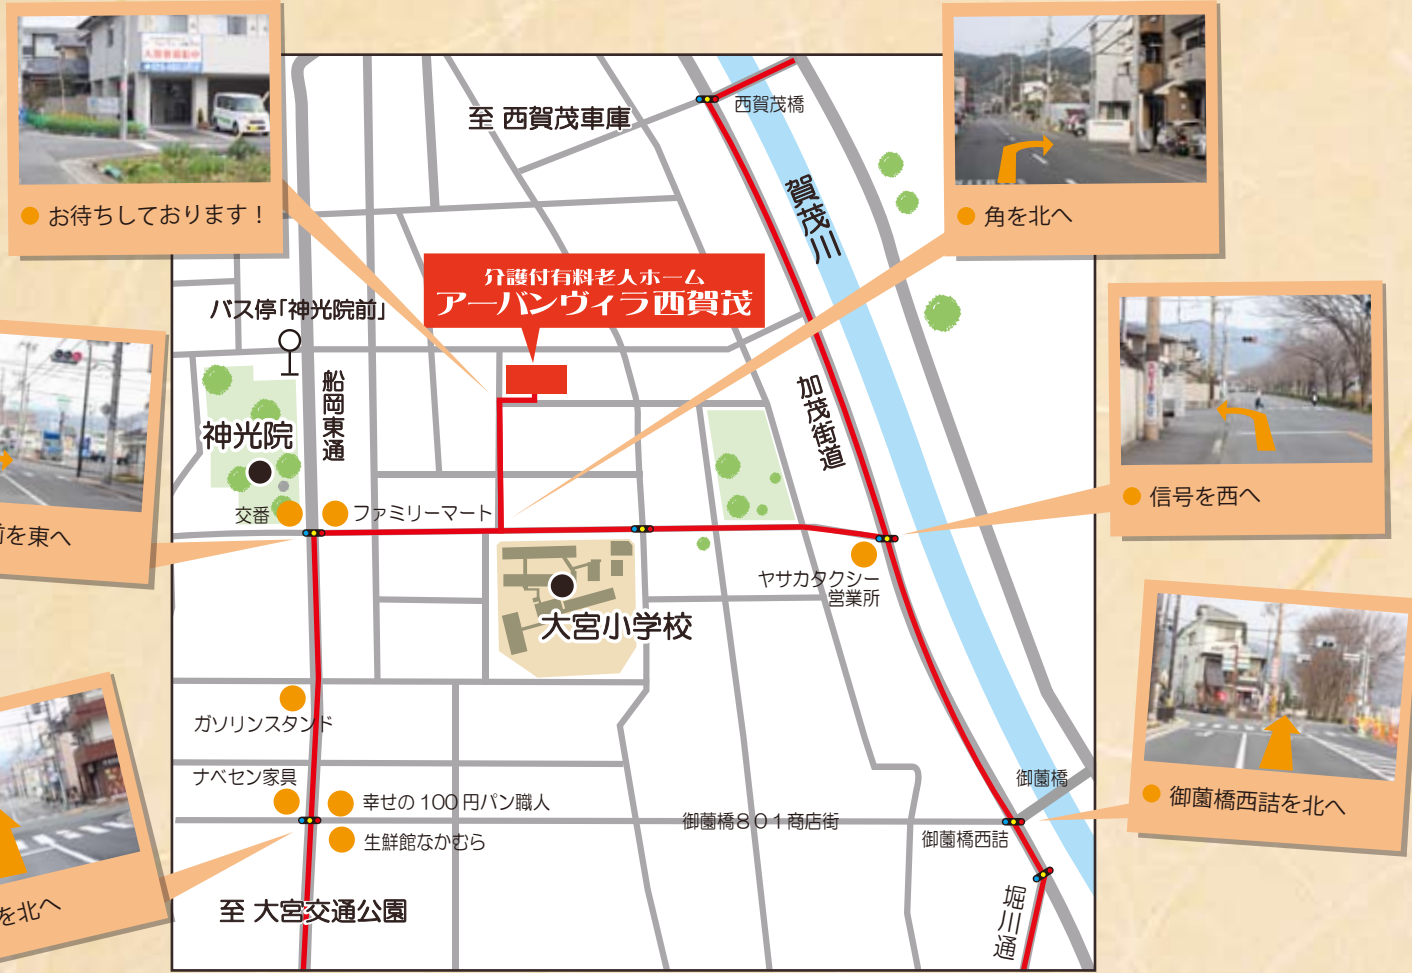 お待ちしております！
至 西賀茂車庫
西賀茂橋
角を北へ
賀茂川
介護付有料老人ホーム
アーバンヴィラ西賀茂
バス停「神光院前」
船岡東通
加茂街道
神光院
交番
ファミリーマート
信号を西へ
前を東へ
ヤサカタクシー
営業所
大宮小学校
ガソリンスタンド
ナベセン家具
幸せの100円パン職人
生鮮館なかむら
御薗橋801商店街
御薗橋
御薗橋西詰
御薗橋西詰を北へ
を北へ
至 大宮交通公園
堀川通